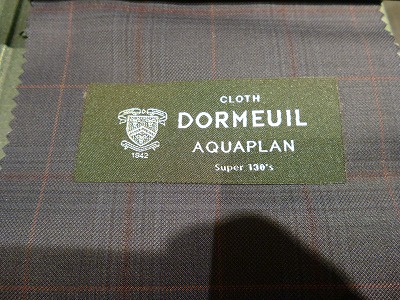 CLOTH
DORMEUIL
AQUAPLAN
1842
Super 130's